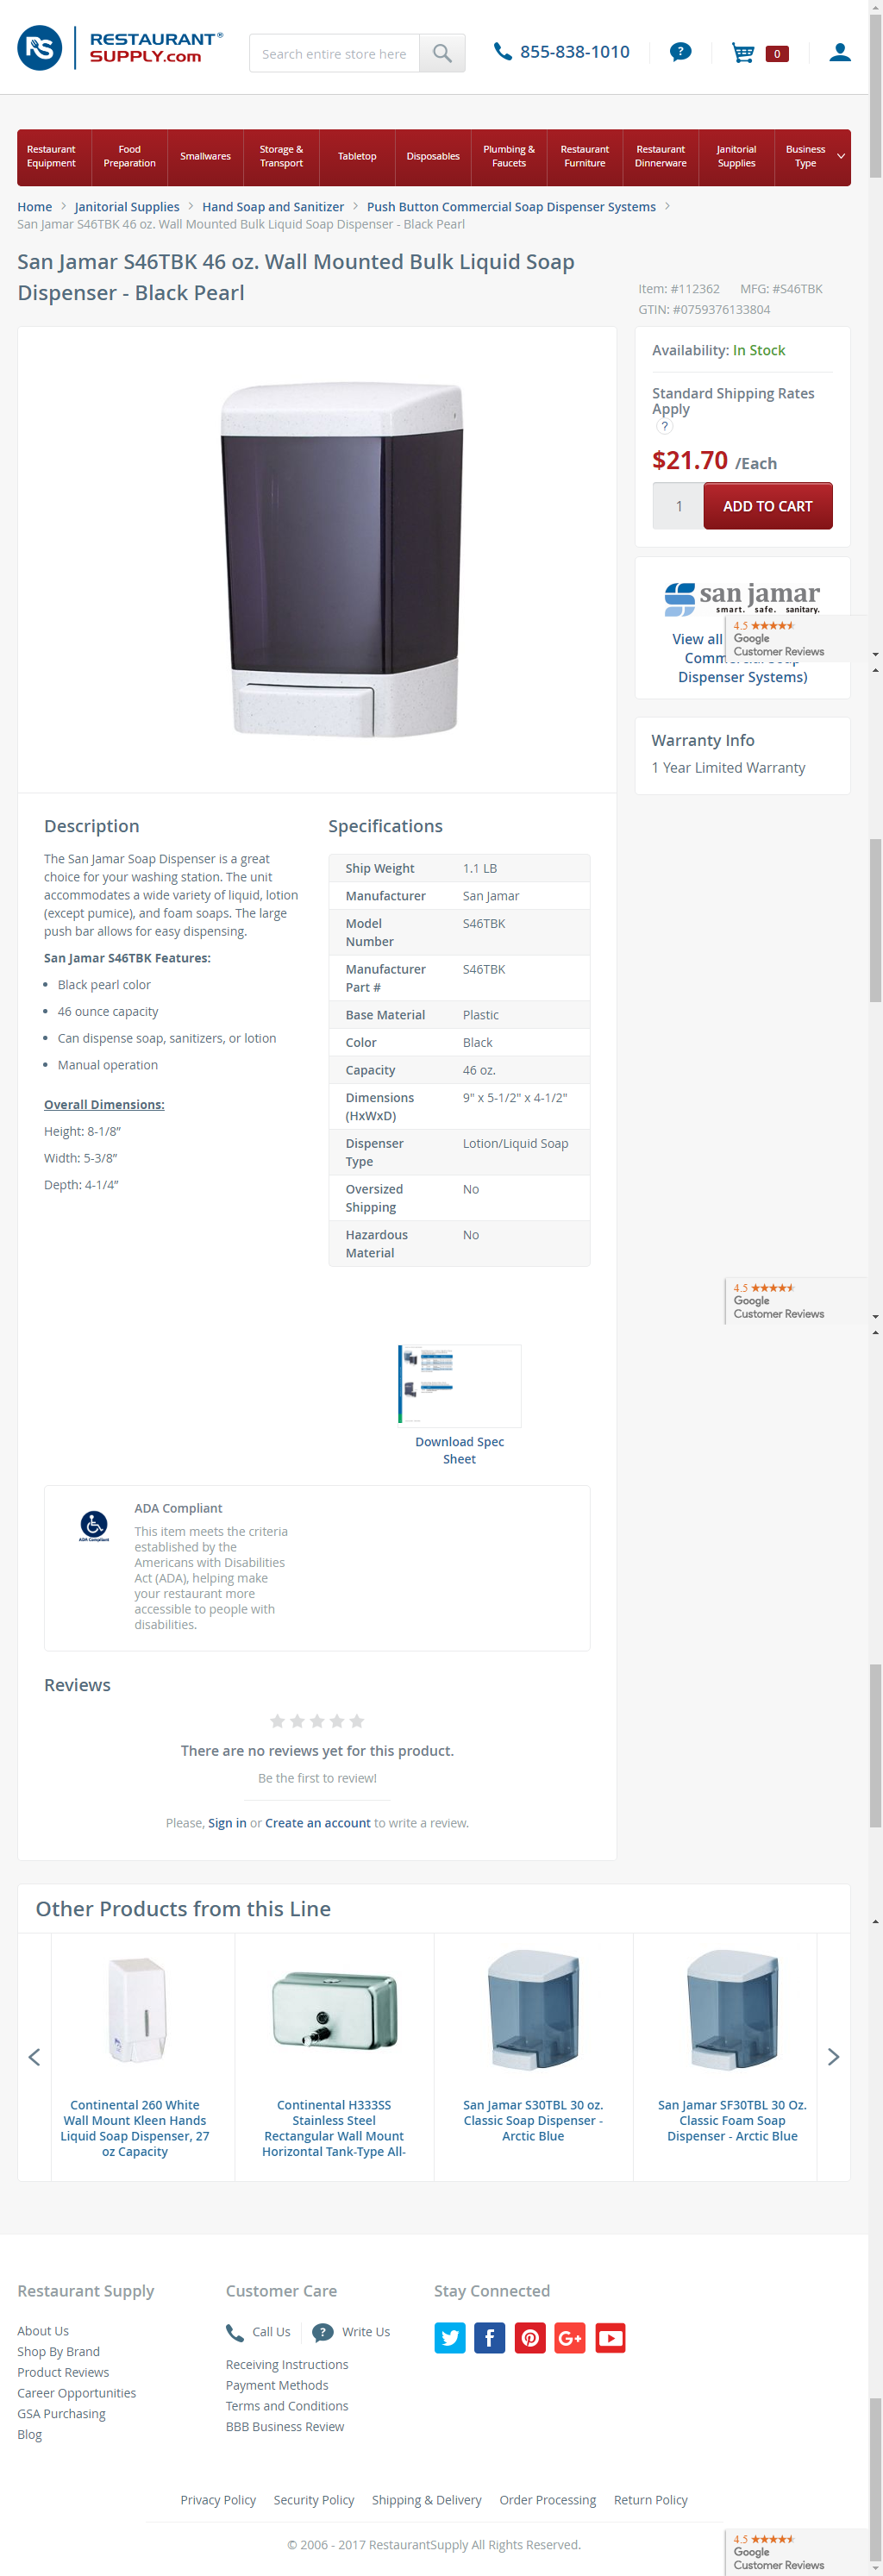 RS RESTAURANT®
SUPPLY.com
Search entire store here
855-838-1010
?
0
Restaurant Equipment
Food Preparation
Smallwares
Storage & Transport
Tabletop
Disposables
Plumbing & Faucets
Restaurant Furniture
Restaurant Dinnerware
Janitorial Supplies
Business Type
Home > Janitorial Supplies > Hand Soap and Sanitizer > Push Button Commercial Soap Dispenser Systems >
San Jamar S46TBK 46 oz. Wall Mounted Bulk Liquid Soap Dispenser - Black Pearl
San Jamar S46TBK 46 oz. Wall Mounted Bulk Liquid Soap
Dispenser - Black Pearl
Item: #112362 MFG: #S46TBK
GTIN: #0759376133804
Availability: In Stock
Standard Shipping Rates
Apply
?
$21.70 /Each
1 ADD TO CART
san jamar
smart. safe. sanitary.
View all
Dispenser Systems)
4.5
Google
Customer Reviews
Warranty Info
1 Year Limited Warranty
Description
The San Jamar Soap Dispenser is a great
choice for your washing station. The unit
accommodates a wide variety of liquid, lotion
(except pumice), and foam soaps. The large
push bar allows for easy dispensing.
San Jamar S46TBK Features:
• Black pearl color
• 46 ounce capacity
• Can dispense soap, sanitizers, or lotion
• Manual operation
Overall Dimensions:
Height: 8-1/8”
Width: 5-3/8”
Depth: 4-1/4”
Specifications
Ship Weight 1.1 LB
Manufacturer San Jamar
Model Number S46TBK
Manufacturer Part # S46TBK
Base Material Plastic
Color Black
Capacity 46 oz.
Dimensions (HxWxD) 9" x 5-1/2" x 4-1/2"
Dispenser Type Lotion/Liquid Soap
Oversized Shipping No
Hazardous Material No
4.5
Google
Customer Reviews
Download Spec
Sheet
ADA Compliant
ADA Compliant
This item meets the criteria
established by the
Americans with Disabilities
Act (ADA), helping make
your restaurant more
accessible to people with
disabilities.
Reviews
There are no reviews yet for this product.
Be the first to review!
Please, Sign in or Create an account to write a review.
Other Products from this Line
Continental 260 White
Wall Mount Kleen Hands
Liquid Soap Dispenser, 27
oz Capacity
Continental H333SS
Stainless Steel
Rectangular Wall Mount
Horizontal Tank-Type All-
San Jamar S30TBL 30 oz.
Classic Soap Dispenser -
Arctic Blue
San Jamar SF30TBL 30 Oz.
Classic Foam Soap
Dispenser - Arctic Blue
Restaurant Supply
About Us
Shop By Brand
Product Reviews
Career Opportunities
GSA Purchasing
Blog
Customer Care
Call Us ? Write Us
Receiving Instructions
Payment Methods
Terms and Conditions
BBB Business Review
Stay Connected
f
G+
Privacy Policy Security Policy Shipping & Delivery Order Processing Return Policy
© 2006 - 2017 RestaurantSupply All Rights Reserved.
4.5
Google
Customer Reviews